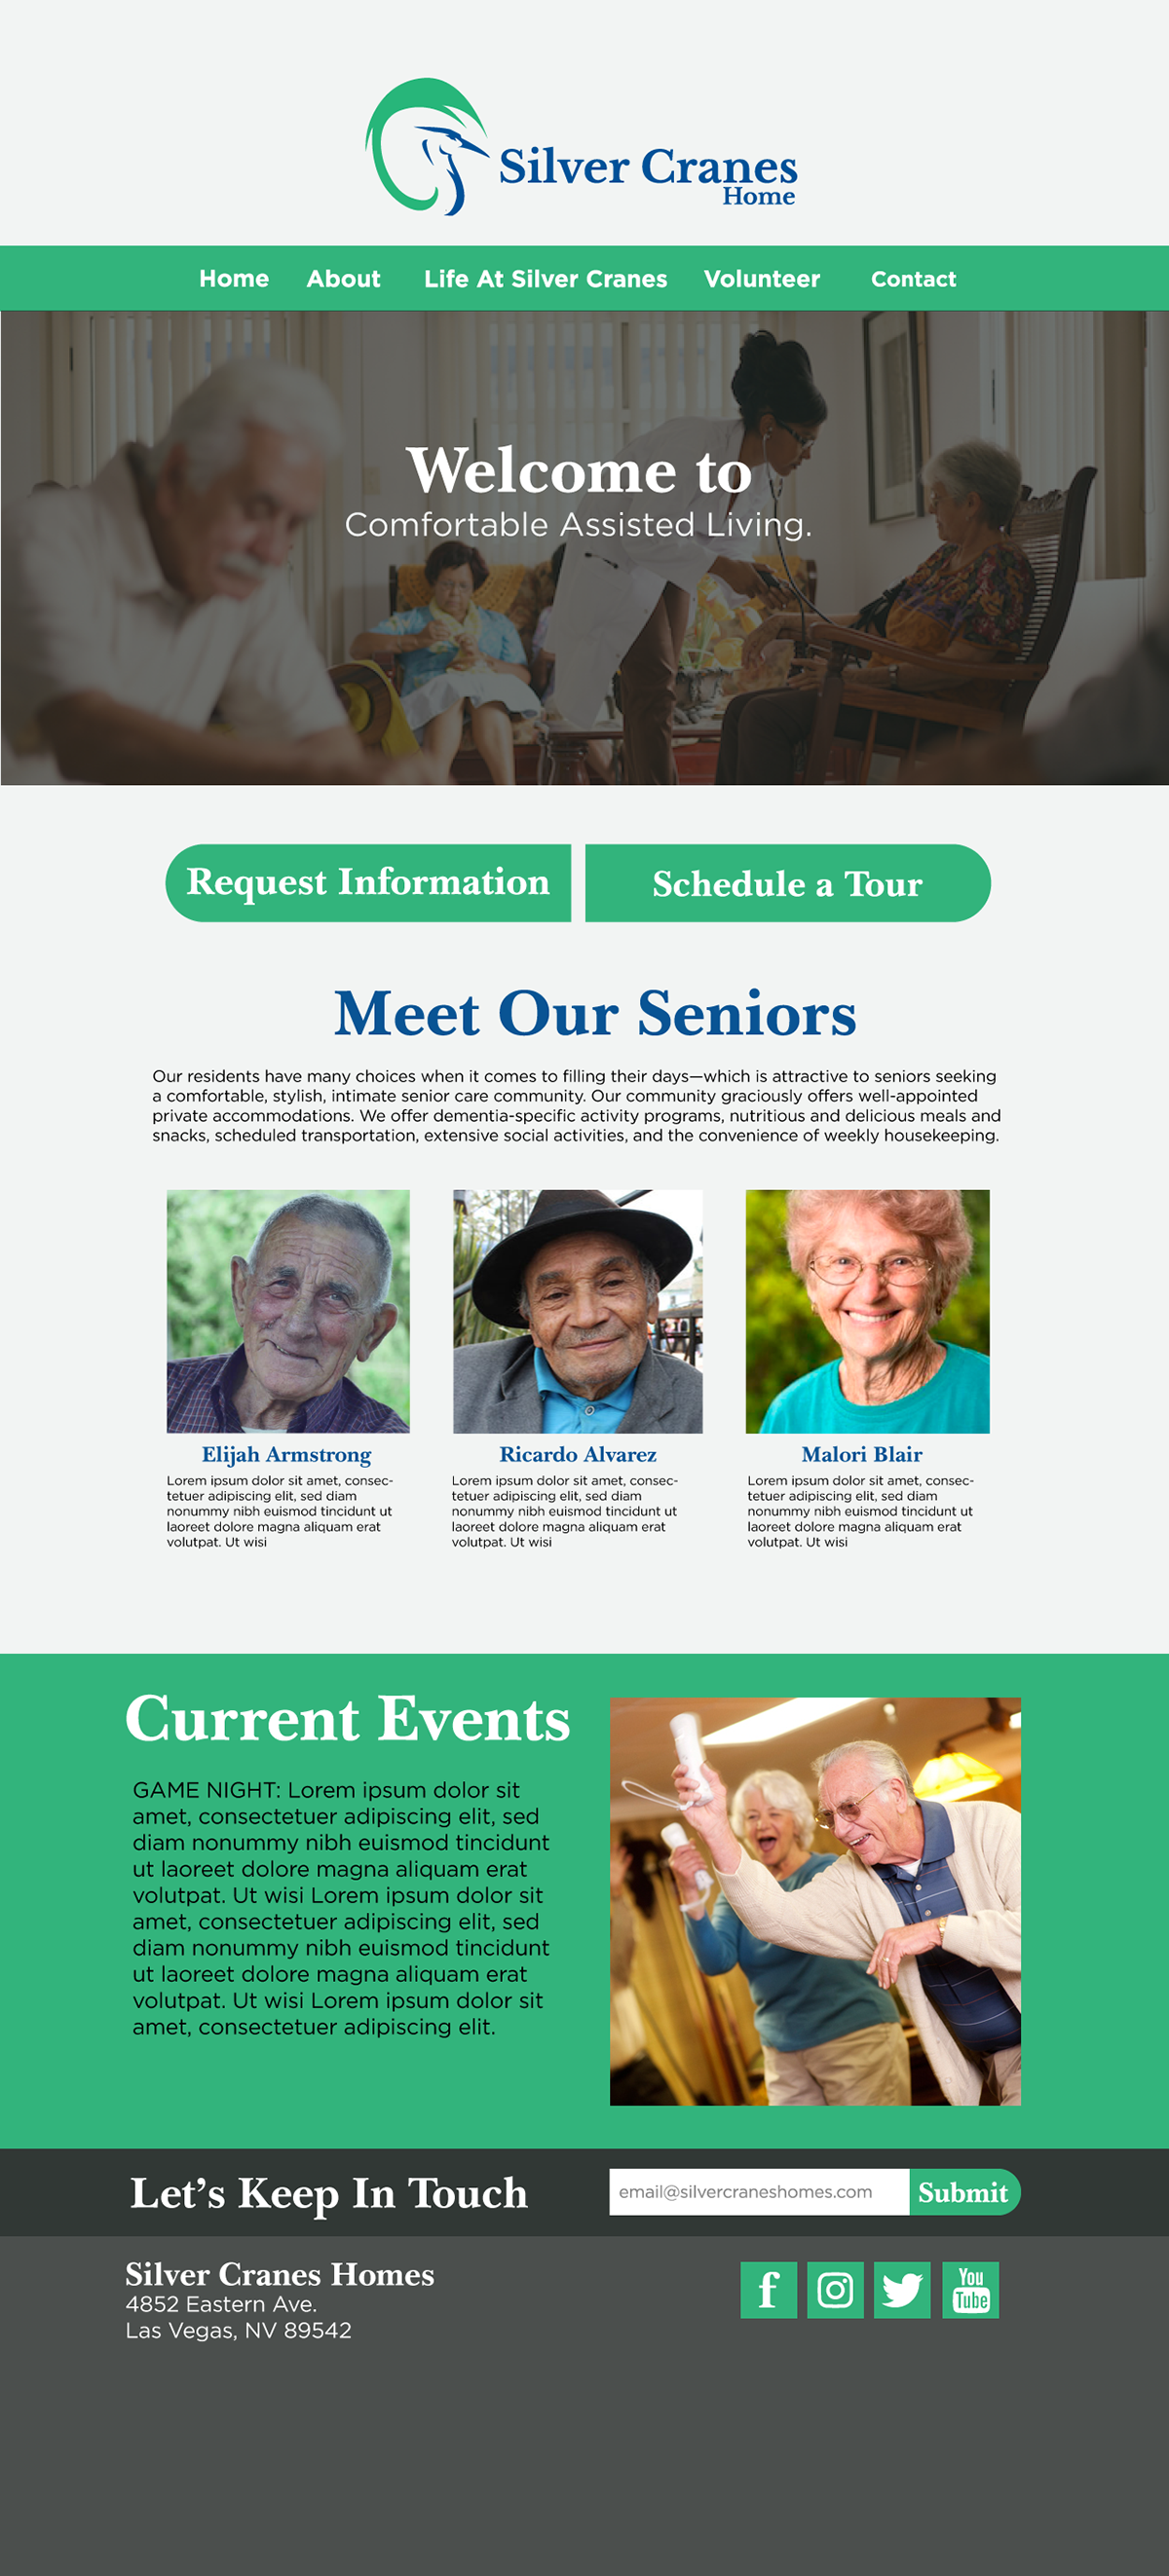 Silver Cranes
Home
Home About Life At Silver Cranes Volunteer Contact
Welcome to
Comfortable Assisted Living.
Request Information Schedule a Tour
Meet Our Seniors
Our residents have many choices when it comes to filling their days—which is attractive to seniors seeking
a comfortable, stylish, intimate senior care community. Our community graciously offers well-appointed
private accommodations. We offer dementia-specific activity programs, nutritious and delicious meals and
snacks, scheduled transportation, extensive social activities, and the convenience of weekly housekeeping.
Elijah Armstrong
Lorem ipsum dolor sit amet, consec-
tetuer adipiscing elit, sed diam
nonummy nibh euismod tincidunt ut
laoreet dolore magna aliquam erat
volutpat. Ut wisi
Ricardo Alvarez
Lorem ipsum dolor sit amet, consec-
tetuer adipiscing elit, sed diam
nonummy nibh euismod tincidunt ut
laoreet dolore magna aliquam erat
volutpat. Ut wisi
Malori Blair
Lorem ipsum dolor sit amet, consec-
tetuer adipiscing elit, sed diam
nonummy nibh euismod tincidunt ut
laoreet dolore magna aliquam erat
volutpat. Ut wisi
Current Events
GAME NIGHT: Lorem ipsum dolor sit
amet, consectetuer adipiscing elit, sed
diam nonummy nibh euismod tincidunt
ut laoreet dolore magna aliquam erat
volutpat. Ut wisi Lorem ipsum dolor sit
amet, consectetuer adipiscing elit, sed
diam nonummy nibh euismod tincidunt
ut laoreet dolore magna aliquam erat
volutpat. Ut wisi Lorem ipsum dolor sit
amet, consectetuer adipiscing elit.
Let's Keep In Touch
email@silvercraneshomes.com Submit
Silver Cranes Homes
4852 Eastern Ave.
Las Vegas, NV 89542
f
You
Tube